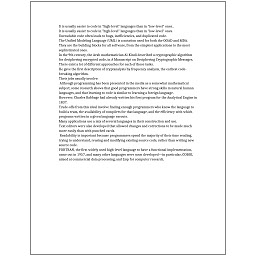 It is usually easier to code in "high-level" languages than in "low-level" ones.
It is usually easier to code in "high-level" languages than in "low-level" ones.
Unreliable code often leads to bugs, inefficiencies, and duplicated code.
The Unified Modeling Language (UML) is a notation used for both the OOAD and MDA.
They are the building blocks for all software, from the simplest applications to the most
sophisticated ones.
In the 9th century, the Arab mathematician Al-Kindi described a cryptographic algorithm
for deciphering encrypted code, in A Manuscript on Deciphering Cryptographic Messages.
There exist a lot of different approaches for each of those tasks.
He gave the first description of cryptanalysis by frequency analysis, the earliest code-
breaking algorithm.
Trial-
Although programming has been presented in the media as a somewhat mathematical
subject, some research shows that good programmers have strong skills in natural human
languages, and that learning to code is similar to learning a foreign language.
However, Charles Babbage had already written his first program for the Analytical Engine in
1837.
Trade-offs from this ideal involve finding enough programmers who know the language to
build a team, the availability of compilers for that language, and the efficiency with which
programs written in a given language execute.
Many applications use a mix of several languages in their construction and use.
Text editors were also developed that allowed changes and corrections to be made much
more easily than with punched cards.
Readability is important because programmers spend the majority of their time reading,
trying to understand, reusing and modifying existing source code, rather than writing new
source code.
FORTRAN, the first widely used high-level language to have a functional implementation,
came out in 1957, and many other languages were soon developed—in particular, COBOL
aimed at commercial data processing, and Lisp for computer research.